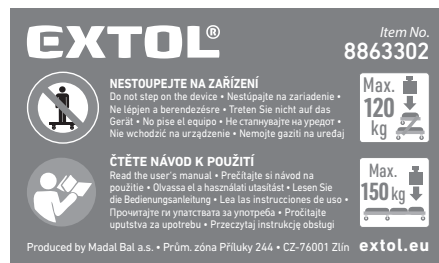 EXTOL®
Item No.
8863302
NESTOUPEJTE NA ZAŘÍZENÍ
Do not step on the device • Nestúpajte na zariadenie •
Ne lépjen a berendezésre • Treten Sie nicht auf das
Gerät • No pise el equipo • Не стапнувајте на уредот •
Nie wchodzić na urządzenie • Nemojte gaziti na uređaj
Max.
120
kg
ČTĚTE NÁVOD K POUŽITÍ
Read the user's manual • Prečítajte si návod na
použitie • Olvassa el a használati utasítást • Lesen Sie
die Bedienungsanleitung • Lea las instrucciones de uso •
Прочитајте ги упатствата за употреба • Pročitajte
uputstva za upotrebu • Przeczytaj instrukcję obsługi
Max.
150 kg
Produced by Madal Bal a.s. • Prům. zóna Příluky 244 • CZ-76001 Zlín
extol.eu